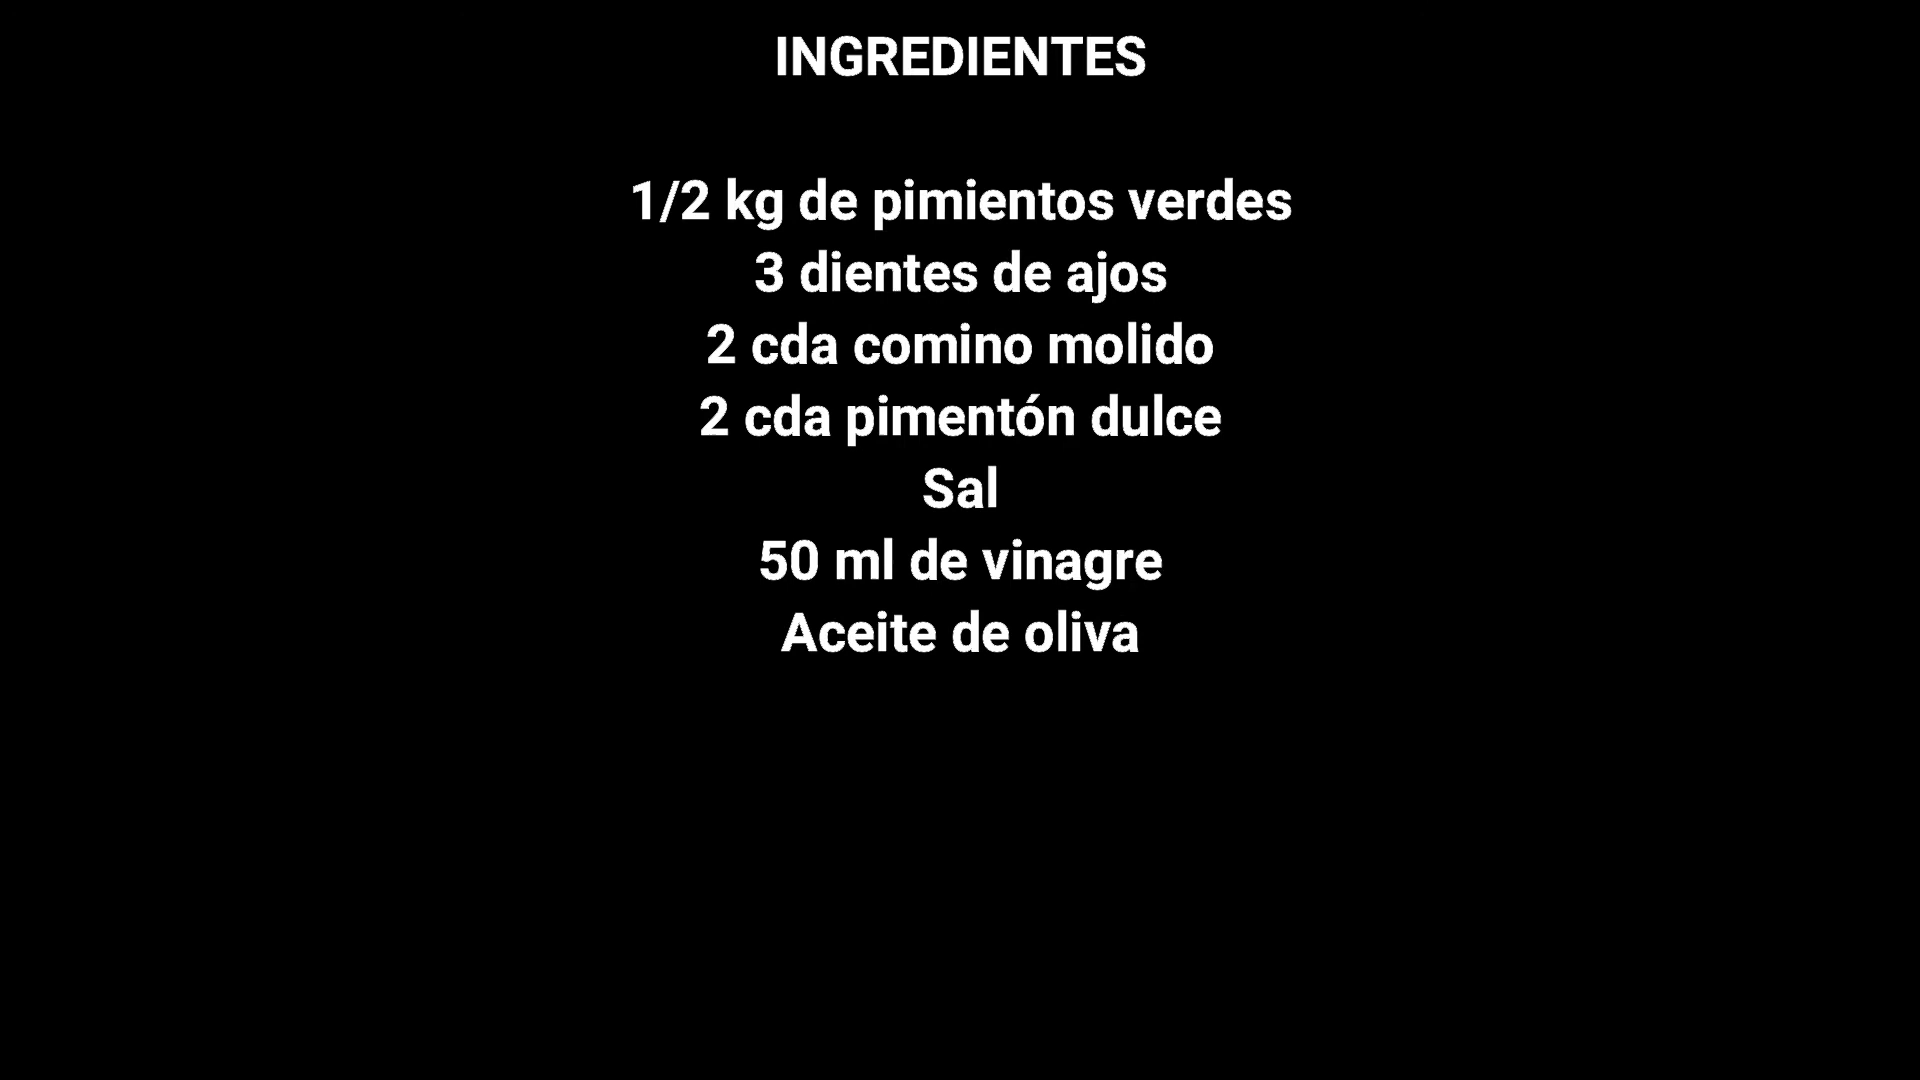 INGREDIENTES
1/2 kg de pimientos verdes
3 dientes de ajos
2 cda comino molido
2 cda pimentón dulce
Sal
50 ml de vinagre
Aceite de oliva